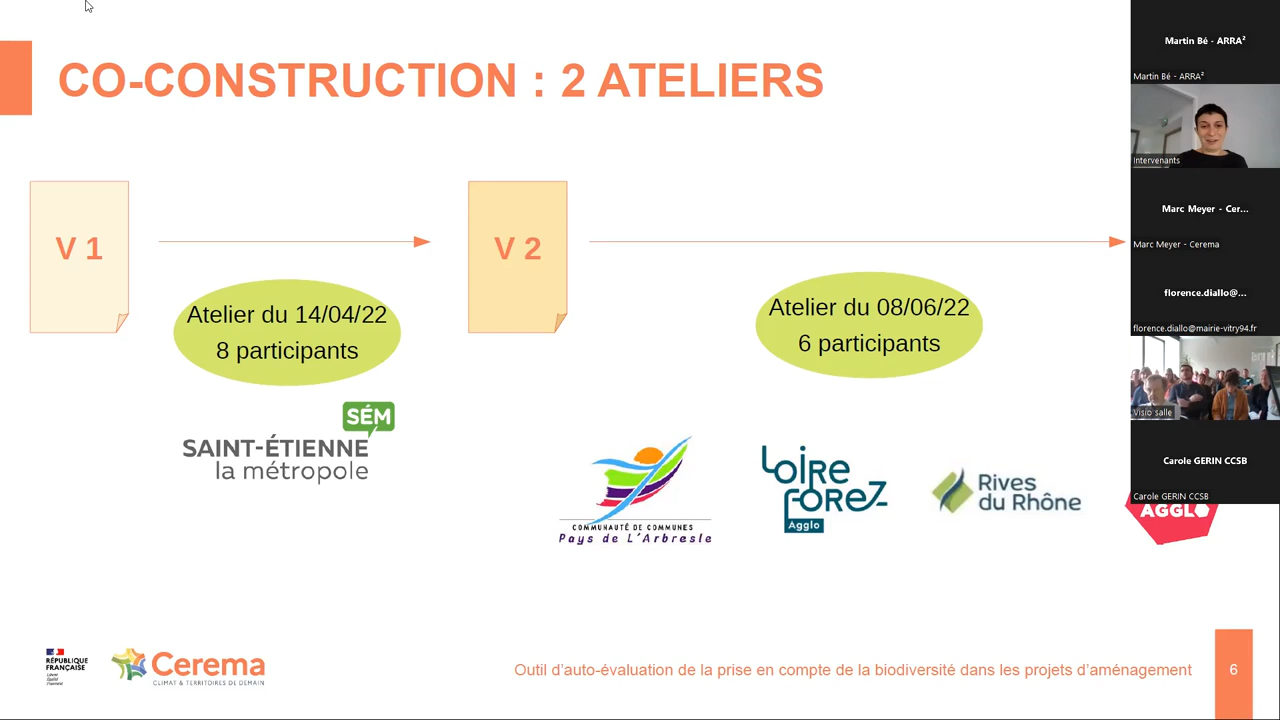 CO-CONSTRUCTION : 2 ATELIERS
V 1
V 2
Atelier du 14/04/22
8 participants
Atelier du 08/06/22
6 participants
SÉM
SAINT-ÉTIENNE
la métropole
COMMUNAUTÉ DE COMMUNES
Pays de L'Arbresle
LOIRE
FOREZ
Agglo
Rives
du Rhône
AGGLO
RÉPUBLIQUE
FRANÇAISE
Liberté
Égalité
Fraternité
Cerema
CLIMAT & TERRITOIRES DE DEMAIN
Outil d'auto-évaluation de la prise en compte de la biodiversité dans les projets d'aménagement
6
Martin Bé - ARRA²
Martin Bé - ARRA²
Intervenants
Marc Meyer - Cer...
Marc Meyer - Cerema
florence.diallo@...
florence.diallo@mairie-vitry94.fr
Visio salle
Carole GERIN CCSB
Carole GERIN CCSB